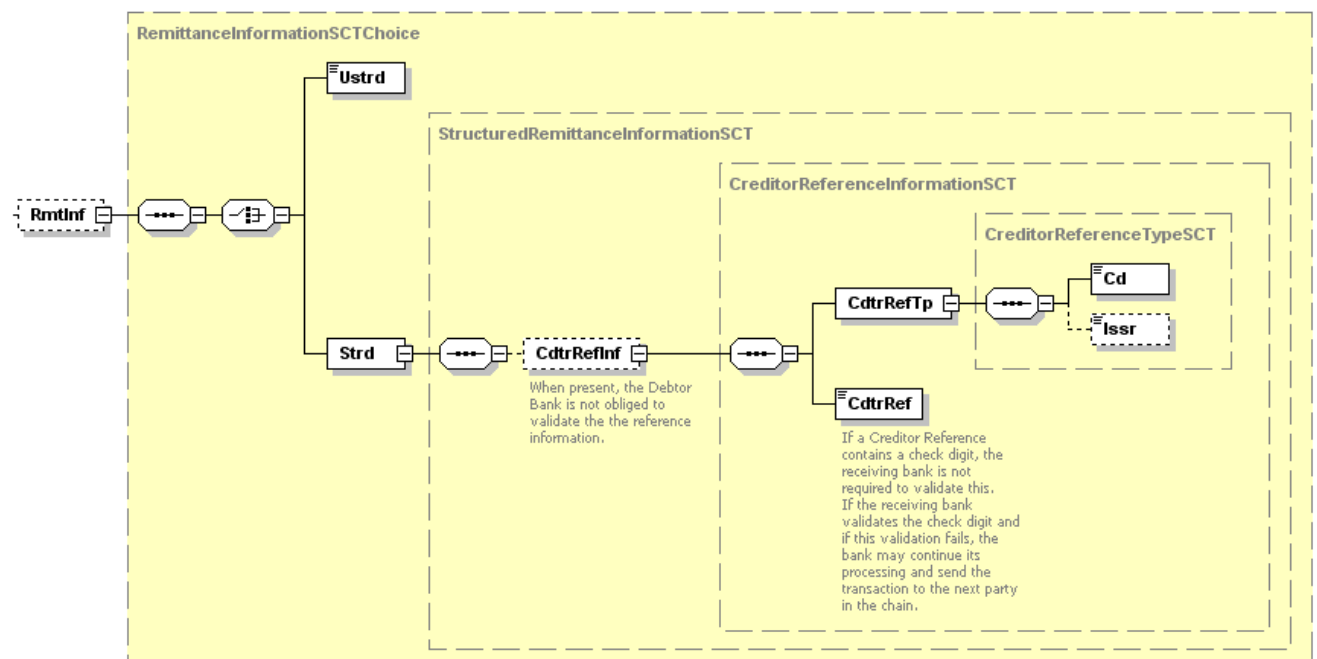 RemittanceInformationSCTChoice
Ustrd
StructuredRemittanceInformationSCT
CreditorReferenceInformationSCT
CreditorReferenceTypeSCT
RmtInf
Cd
CdtrRefTp
Issr
Strd
CdtrRefInf
When present, the Debtor
Bank is not obliged to
validate the the reference
information.
CdtrRef
If a Creditor Reference
contains a check digit, the
receiving bank is not
required to validate this.
If the receiving bank
validates the check digit and
if this validation fails, the
bank may continue its
processing and send the
transaction to the next party
in the chain.